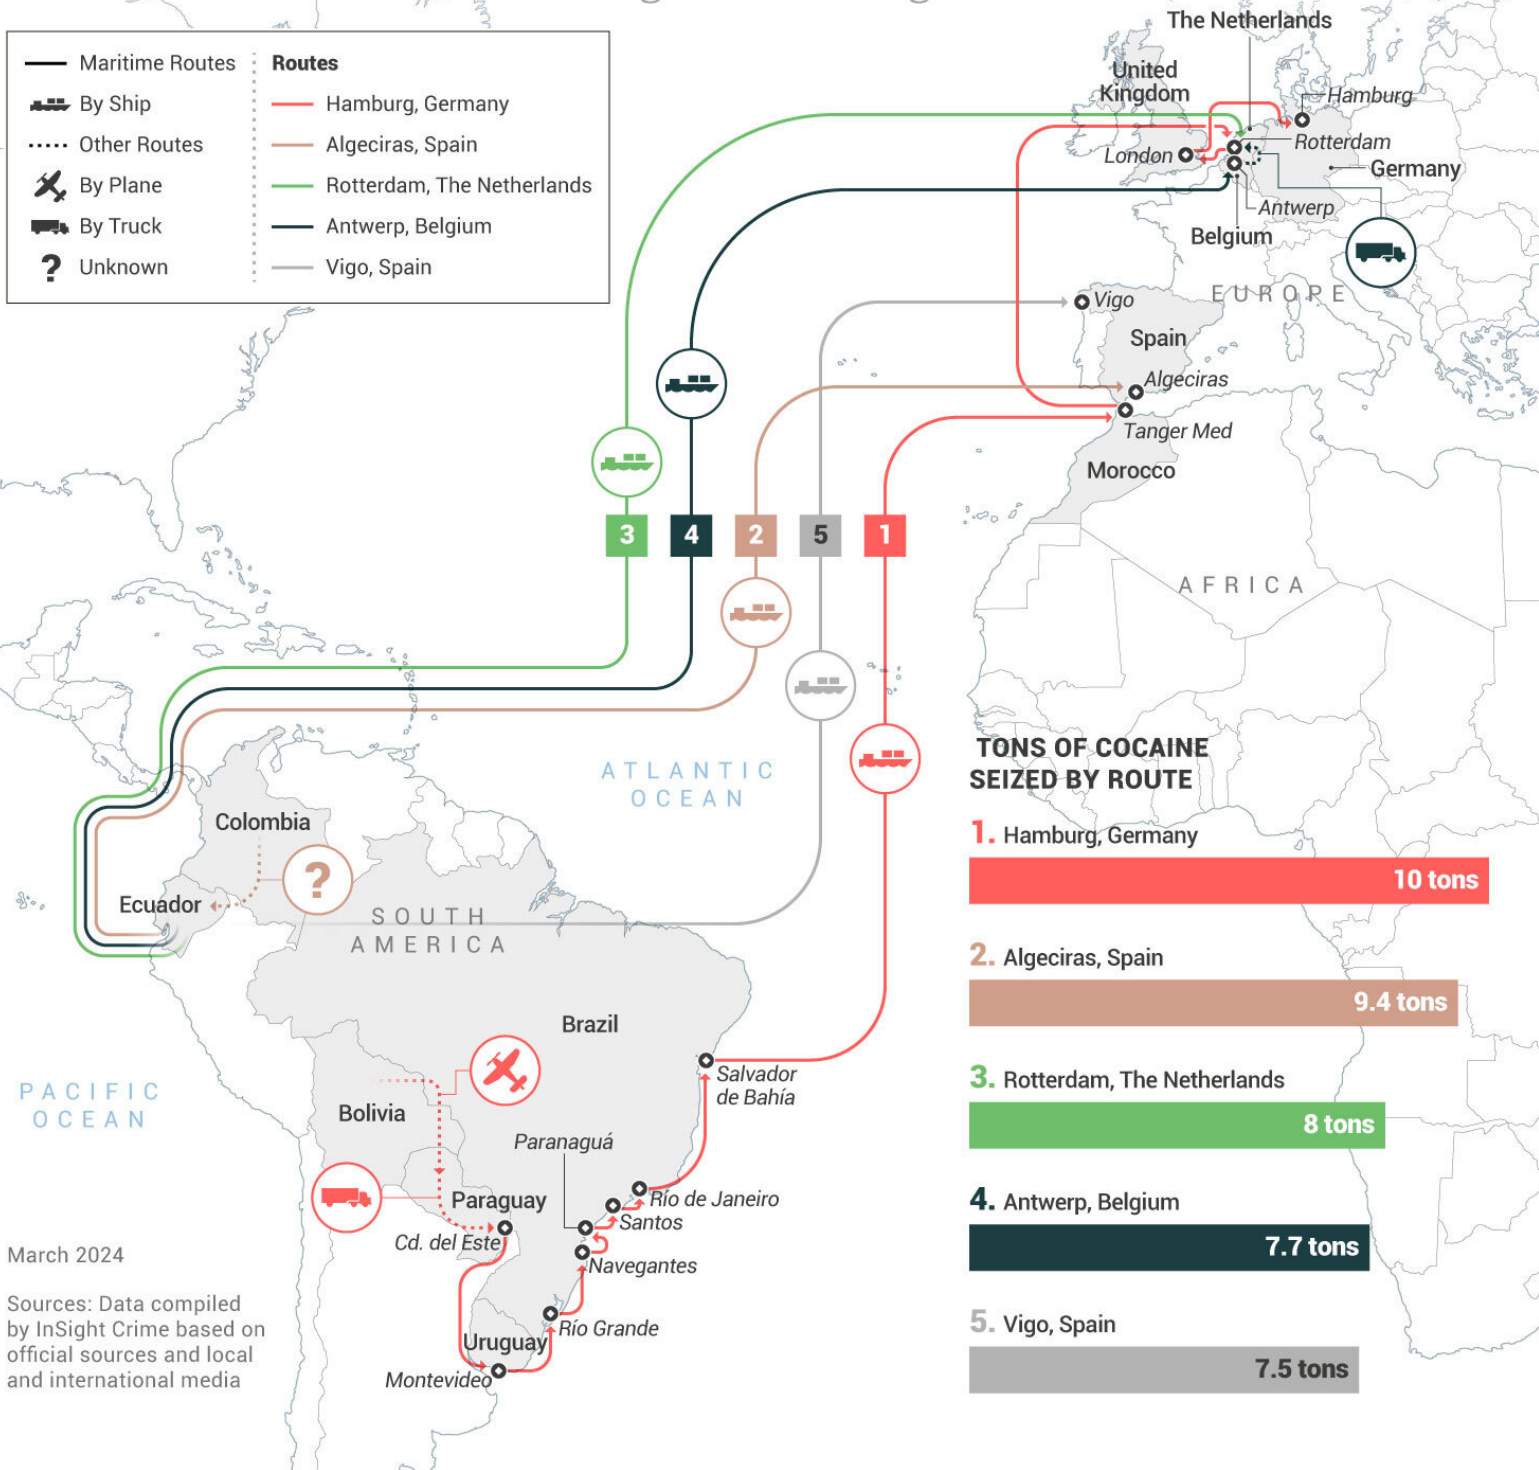 Maritime Routes
By Ship
Other Routes
By Plane
By Truck
? Unknown
Routes
Hamburg, Germany
Algeciras, Spain
Rotterdam, The Netherlands
Antwerp, Belgium
Vigo, Spain
The Netherlands
United
Kingdom
Hamburg
Rotterdam
London
Germany
Antwerp
Belgium
EUROPE
Vigo
Spain
Algeciras
Tanger Med
Morocco
3
4
2
5
1
AFRICA
ATLANTIC
OCEAN
Colombia
?
Ecuador
SOUTH
AMERICA
Brazil
Salvador
de Bahía
PACIFIC
OCEAN
Bolivia
Paranaguá
Paraguay
Río de Janeiro
Santos
Cd. del Este
Navegantes
Río Grande
Uruguay
Montevideo
March 2024
Sources: Data compiled
by InSight Crime based on
official sources and local
and international media
TONS OF COCAINE
SEIZED BY ROUTE
1. Hamburg, Germany
10 tons
2. Algeciras, Spain
9.4 tons
3. Rotterdam, The Netherlands
8 tons
4. Antwerp, Belgium
7.7 tons
5. Vigo, Spain
7.5 tons